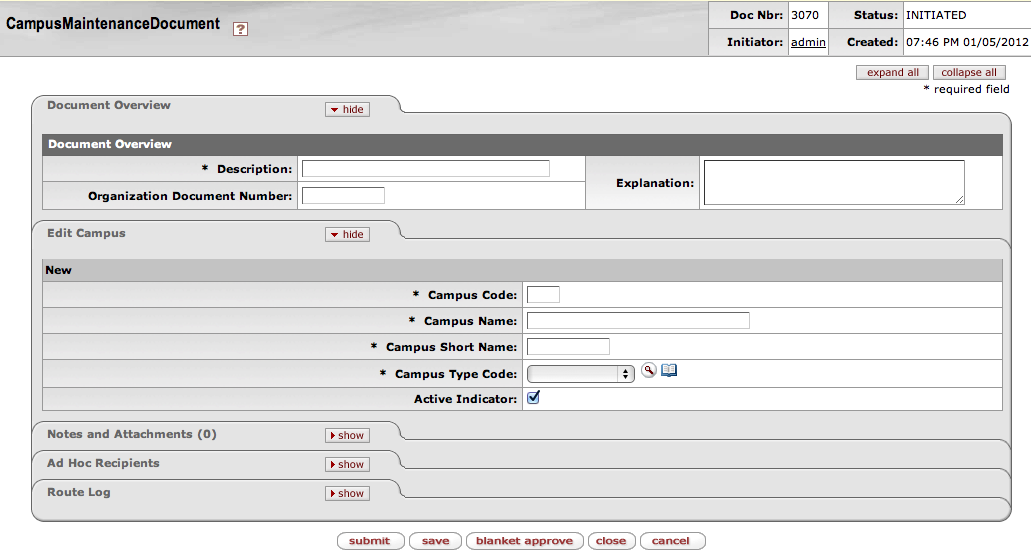 CampusMaintenanceDocument ?
Doc Nbr: 3070 Status: INITIATED
Initiator: admin Created: 07:46 PM 01/05/2012
expand all collapse all
* required field
Document Overview hide
Document Overview
* Description:
Explanation:
Organization Document Number:
Edit Campus hide
New
* Campus Code:
* Campus Name:
* Campus Short Name:
* Campus Type Code:
Active Indicator:
Notes and Attachments (0) show
Ad Hoc Recipients show
Route Log show
submit save blanket approve close cancel